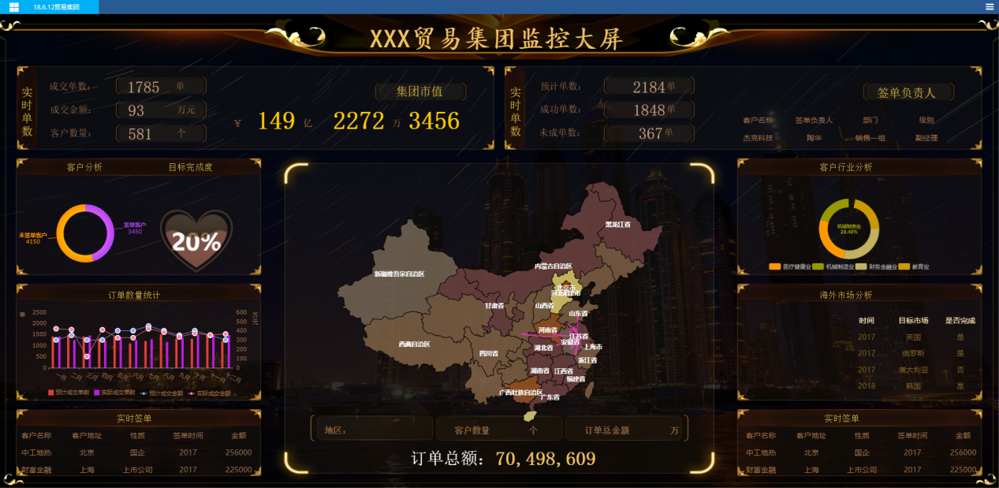 18.6.12贸易集团
XXX贸易集团监控大屏
实时单数
成交单数: 1785 单
成交金额: 93 万元
客户数量: 581 个
集团市值
¥ 149 亿 2272 万 3456
实时单数
预计单数: 2184 单
成功单数: 1848 单
未成单数: 367 单
签单负责人
客户名称 签单负责人 部门 级别
杰克科技 陶华 销售一组 副经理
客户分析 目标完成度
签单客户
3450
未签单客户
4150
20%
订单数量统计
单 2500 2000 1500 1000 500 0
600 500 400 300 200 100 0 万元
一月 二月 三月 四月 五月 六月 七月 八月 九月 十月 十一月 十二月
预计成交单数 实际成交单数 预计成交金额 实际成交金额
实时签单
客户名称 客户地址 性质 签单时间 金额
中工地热 北京 国企 2017 256000
财富金融 上海 上市公司 2017 225000
黑龙江省
内蒙古自治区
新疆维吾尔自治区
北京市
甘肃省
山西省
山东省
河南省
江苏省
安徽省
上海市
西藏自治区
四川省
湖北省
浙江省
湖南省
江西省
福建省
广西壮族自治区
广东省
地区: 客户数量 个 订单总金额 万
订单总额: 70,498,609
客户行业分析
机械制造业
28.48%
医疗健康业 机械制造业 财务金融业 教育业
海外市场分析
时间 目标市场 是否完成
2017 英国 是
2017 俄罗斯 是
2017 澳大利亚 否
2018 韩国 是
实时签单
客户名称 客户地址 性质 签单时间 金额
中工地热 北京 国企 2017 256000
财富金融 上海 上市公司 2017 225000